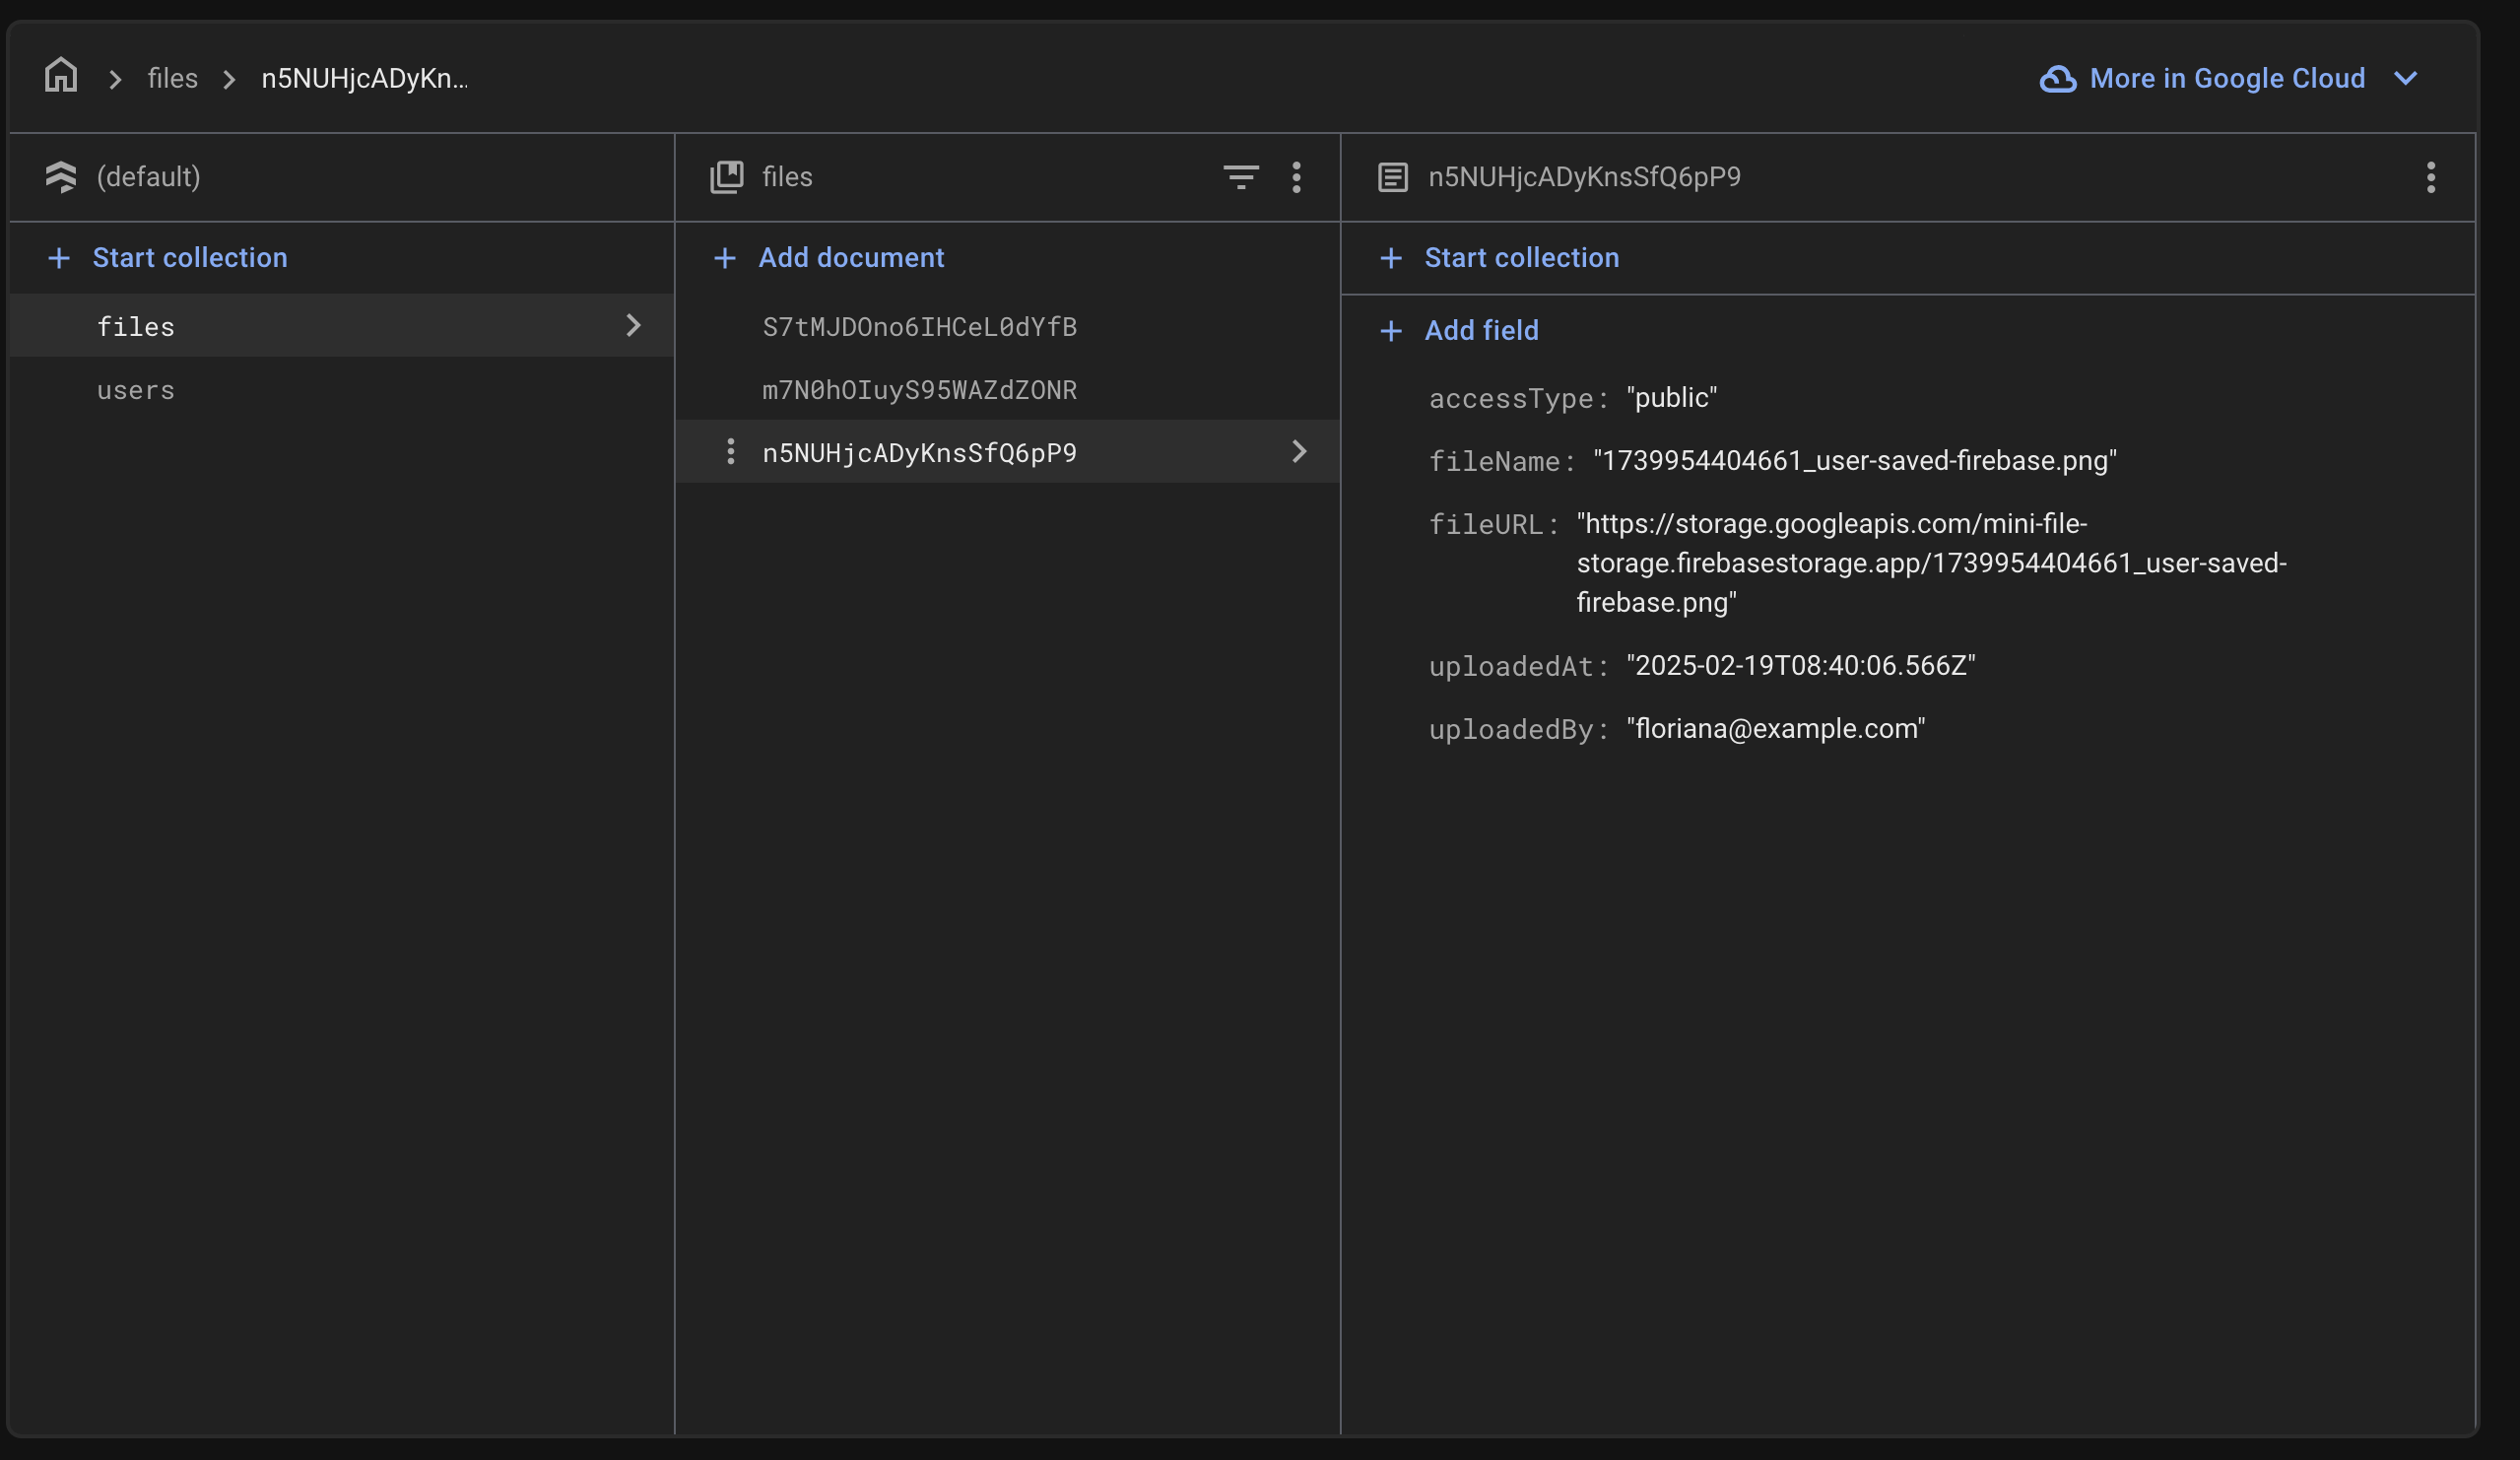 files
n5NUHjcADyKn...
More in Google Cloud
(default)
files
n5NUHjcADyKnsSfQ6pP9
Start collection
Add document
Start collection
files
S7tMJDOno6IHCeL0dYfB
Add field
users
m7N0hOIuyS95WAZdZONR
accessType: "public"
n5NUHjcADyKnsSfQ6pP9
fileName: "1739954404661_user-saved-firebase.png"
fileURL: "https://storage.googleapis.com/mini-file-
storage.firebasestorage.app/1739954404661_user-saved-
firebase.png"
uploadedAt: "2025-02-19T08:40:06.566Z"
uploadedBy: "floriana@example.com"